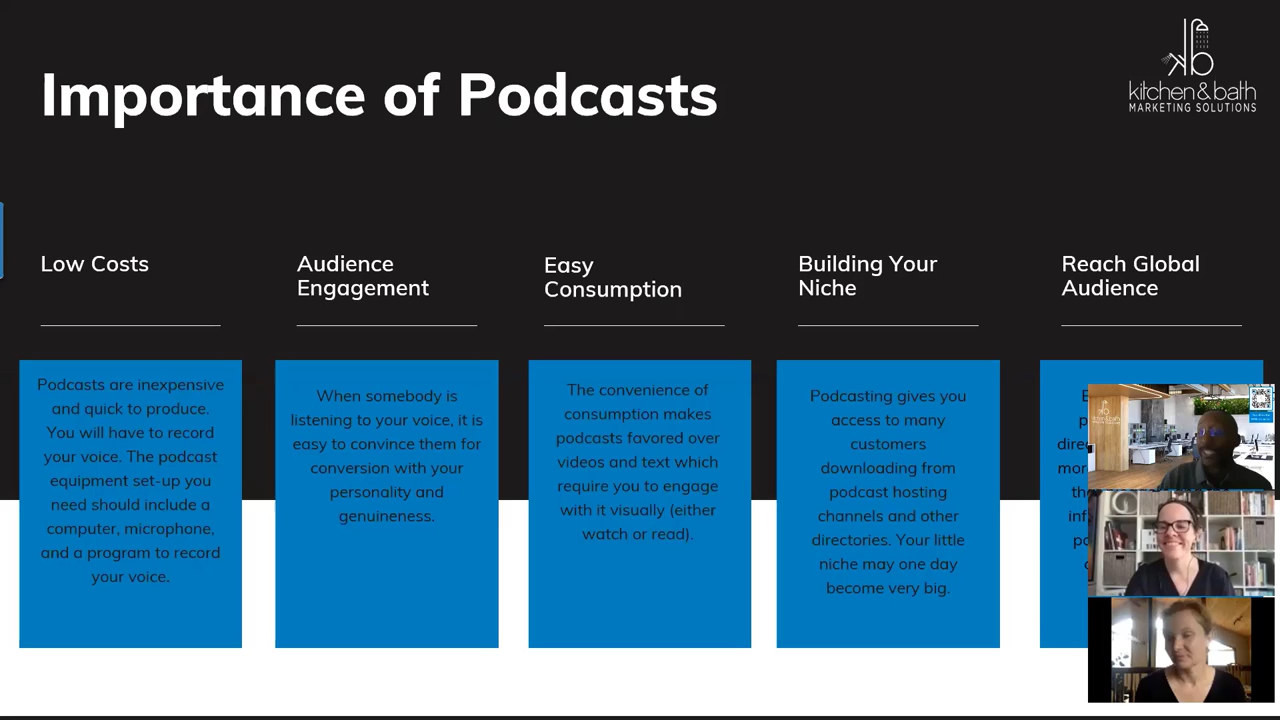 Importance of Podcasts
kb
kitchen&bath
MARKETING SOLUTIONS
Low Costs
Podcasts are inexpensive
and quick to produce.
You will have to record
your voice. The podcast
equipment set-up you
need should include a
computer, microphone,
and a program to record
your voice.
Audience
Engagement
When somebody is
listening to your voice, it is
easy to convince them for
conversion with your
personality and
genuineness.
Easy
Consumption
The convenience of
consumption makes
podcasts favored over
videos and text which
require you to engage
with it visually (either
watch or read).
Building Your
Niche
Podcasting gives you
access to many
customers
downloading from
podcast hosting
channels and other
directories. Your little
niche may one day
become very big.
Reach Global
Audience